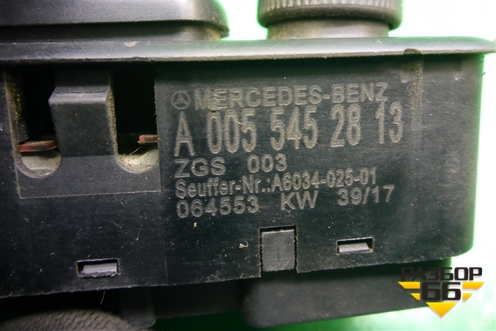 MERCEDES-BENZ
A 005 545 28 13
ZGS 003
Seuffer-Nr.:A6034-025-01
064553 KW 39/17
РАЗБОР
66